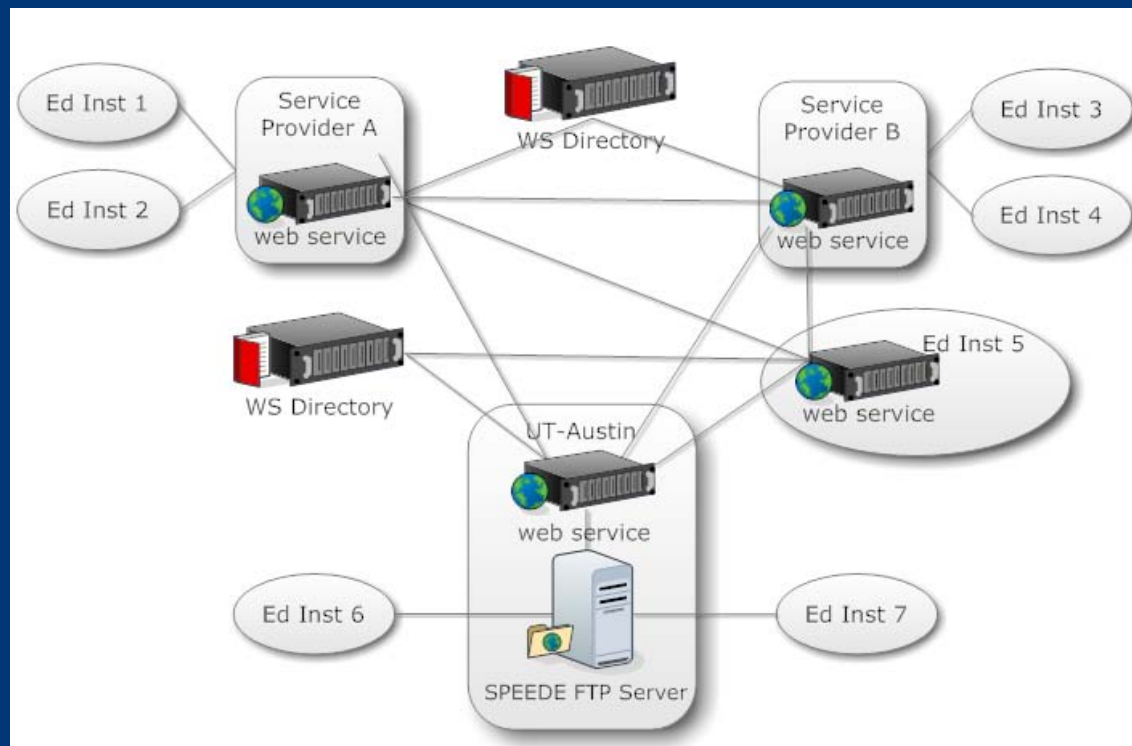 Ed Inst 1
Ed Inst 2
Service
Provider A
web service
WS Directory
Service
Provider B
web service
Ed Inst 3
Ed Inst 4
WS Directory
Ed Inst 5
web service
UT-Austin
web service
Ed Inst 6
Ed Inst 7
SPEEDE FTP Server